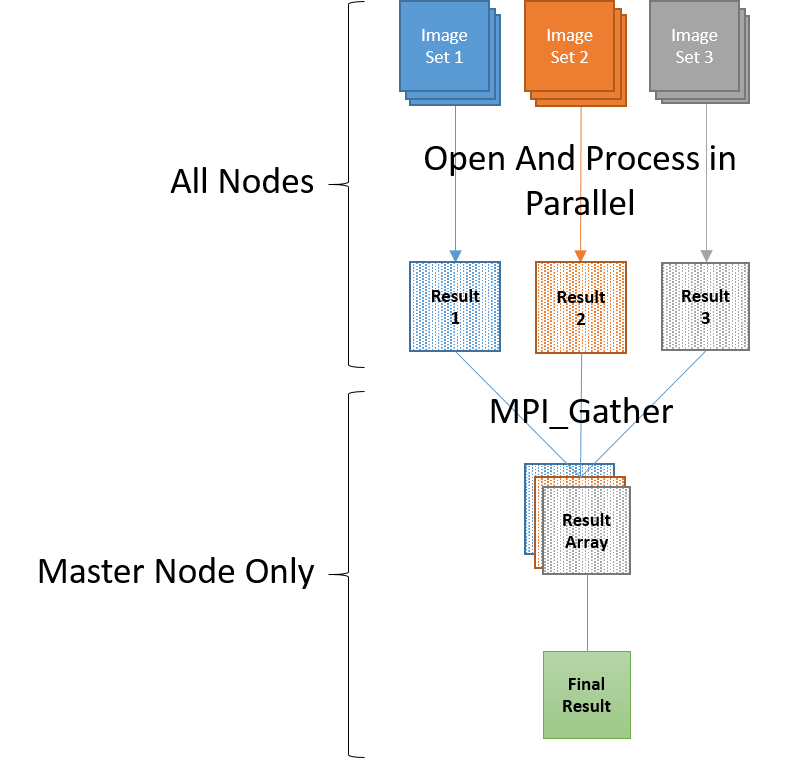 Image
Set 1
Image
Set 2
Image
Set 3
Open And Process in
Parallel
All Nodes
Result
1
Result
2
Result
3
MPI_Gather
Result
Array
Master Node Only
Final
Result